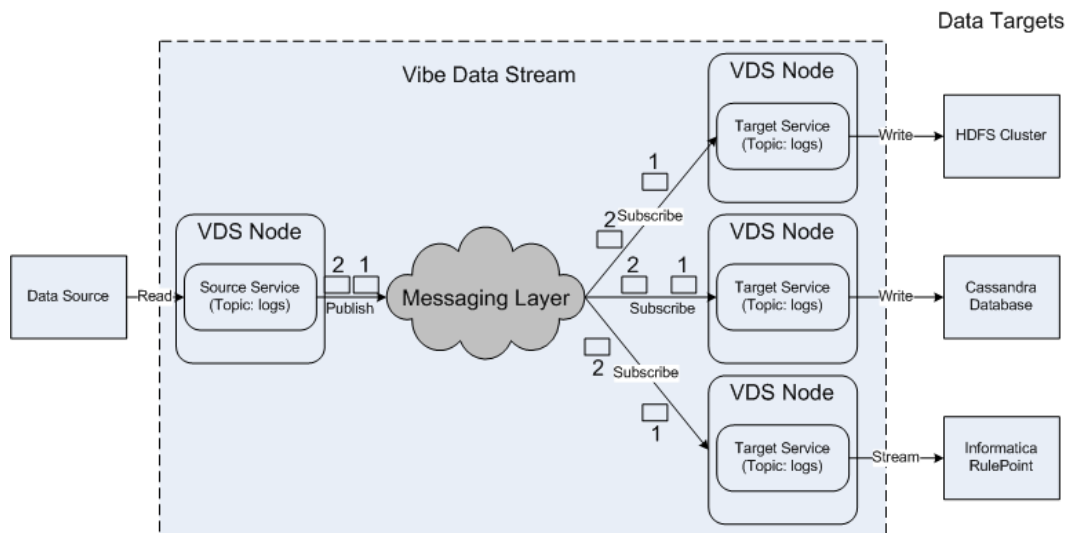 Data Targets
Vibe Data Stream
VDS Node
Target Service
(Topic: logs)
Write
HDFS Cluster
1
2
Subscribe
VDS Node
Source Service
(Topic: logs)
Data Source
Read
2 1
Publish
Messaging Layer
2 1
Subscribe
VDS Node
Target Service
(Topic: logs)
Write
Cassandra
Database
2
Subscribe
1
VDS Node
Target Service
(Topic: logs)
Stream
Informatica
RulePoint